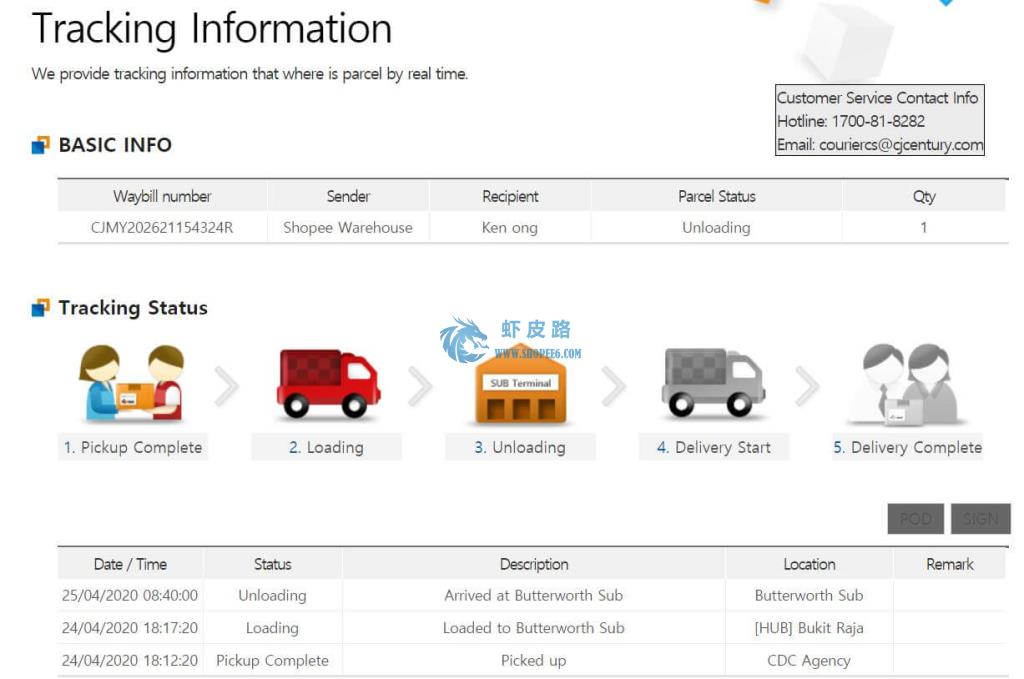 Tracking Information
We provide tracking information that where is parcel by real time.
Customer Service Contact Info
Hotline: 1700-81-8282
Email: couriercs@cjcentury.com
BASIC INFO
Waybill number Sender Recipient Parcel Status Qty
CJMY202621154324R Shopee Warehouse Ken ong Unloading 1
Tracking Status
虾皮路
WWW.SHOPEE6.COM
SUB Terminal
1. Pickup Complete 2. Loading 3. Unloading 4. Delivery Start 5. Delivery Complete
POD SIGN
Date / Time Status Description Location Remark
25/04/2020 08:40:00 Unloading Arrived at Butterworth Sub Butterworth Sub
24/04/2020 18:17:20 Loading Loaded to Butterworth Sub [HUB] Bukit Raja
24/04/2020 18:12:20 Pickup Complete Picked up CDC Agency